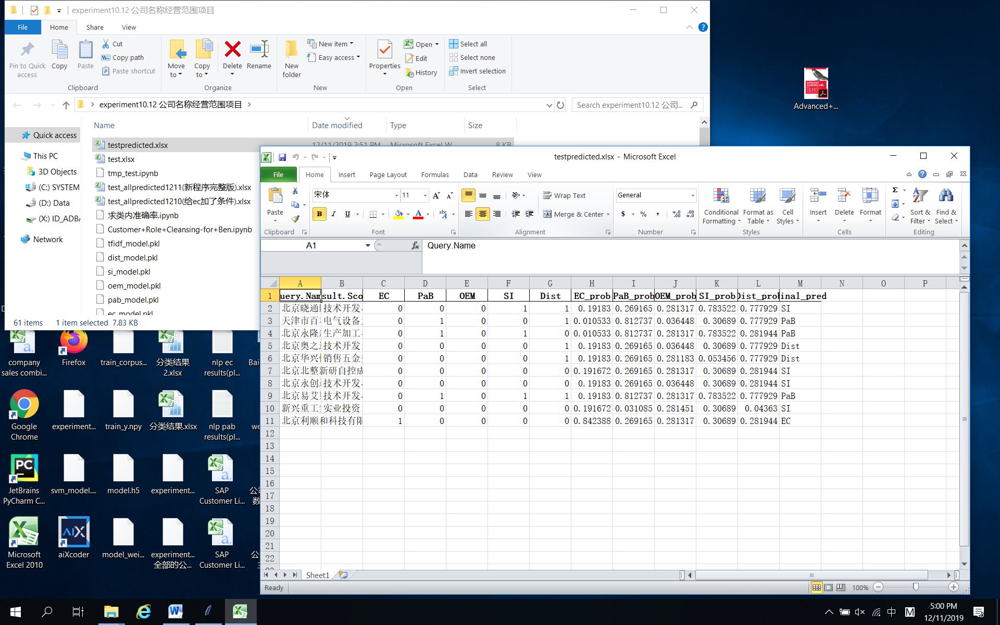 experiment10.12 公司名称经营范围项目
File Home Share View
Pin to Quick access
Copy
Paste
Cut
Copy path
Paste shortcut
Clipboard
Move to
Copy to
Delete
Rename
Organize
New folder
New item
Easy access
New
Properties
Open
Edit
History
Open
Select all
Select none
Invert selection
Select
experiment10.12 公司名称经营范围项目
Search experiment10.12 公司...
Name Date modified Type Size
Quick access
This PC
3D Objects
(C:) SYSTEM
(D:) Data
(X:) ID_ADBA
Network
testpredicted.xlsx 12/11/2019 2:51 PM Microsoft Excel W... 8 KB
test.xlsx
tmp_test.ipynb
test_allpredicted1211(新程序完整版).xlsx
test_allpredicted1210(给ec加了条件).xlsx
求类内准确率.ipynb
Customer+Role+Cleansing-for+Ben.ipynb
tfidf_model.pkl
dist_model.pkl
si_model.pkl
oem_model.pkl
pab_model.pkl
ec_model.pkl
61 items 1 item selected 7.83 KB
Advanced Analytics with Spark
Advanced+...
testpredicted.xlsx - Microsoft Excel
File Home Insert Page Layout Formulas Data Review View
Paste
Clipboard
宋体 11
B I U
Font
Wrap Text
Merge & Center
Alignment
General
$ % ,
Number
Conditional Formatting
Format as Table
Cell Styles
Styles
Insert
Delete
Format
Cells
Sort & Filter
Find & Select
Editing
A1 fx Query.Name
A B C D E F G H I J K L M N O P
1 uery.Nam sult.Sco EC PaB OEM SI Dist EC_prob PaB_prob OEM_prob SI_prob Dist_prob inal_pred
2 北京晓通 技术开发、 0 0 0 1 1 0.19183 0.269165 0.281317 0.783522 0.777929 SI
3 天津市百 电气设备 0 1 0 0 1 0.010533 0.812737 0.036448 0.30689 0.777929 PaB
4 北京永隆 生产加工 0 1 0 1 0 0.010533 0.812737 0.281317 0.783522 0.281944 PaB
5 北京奥之 技术开发 0 0 0 0 1 0.19183 0.269165 0.036448 0.30689 0.777929 Dist
6 北京华兴 销售五金 0 0 0 0 1 0.19183 0.269165 0.281183 0.053456 0.777929 Dist
7 北京北整新研自控成 0 0 0 0 0 0.191672 0.269165 0.281317 0.30689 0.281944 SI
8 北京永创 技术开发、 0 0 0 0 0 0.19183 0.269165 0.036448 0.30689 0.281944 SI
9 北京易艾 技术开发、 0 1 0 1 1 0.19183 0.812737 0.281317 0.783522 0.777929 PaB
10 新兴重工 实业投资 0 0 0 0 0 0.191672 0.031085 0.281451 0.30689 0.04363 SI
11 北京利顺和科技有限 1 0 0 0 0 0.842388 0.269165 0.281317 0.30689 0.281944 EC
12
13
14
15
16
17
18
19
20
21
22
Sheet1
Ready 100%
company sales combi...
Firefox
train_corpus...
分类结果 2.xlsx
nlp ec results(pl...
Bai
Google Chrome
experiment...
train_y.npy
分类结果.xlsx
nlp pab results(pl...
we
PC
JetBrains PyCharm C...
svm_model....
model.h5
experiment...
SAP Customer Li...
公司
数
Microsoft Excel 2010
AIX
aiXcoder
model_wei...
experiment... 全部的公...
SAP Customer Li...
中
M
5:00 PM
12/11/2019